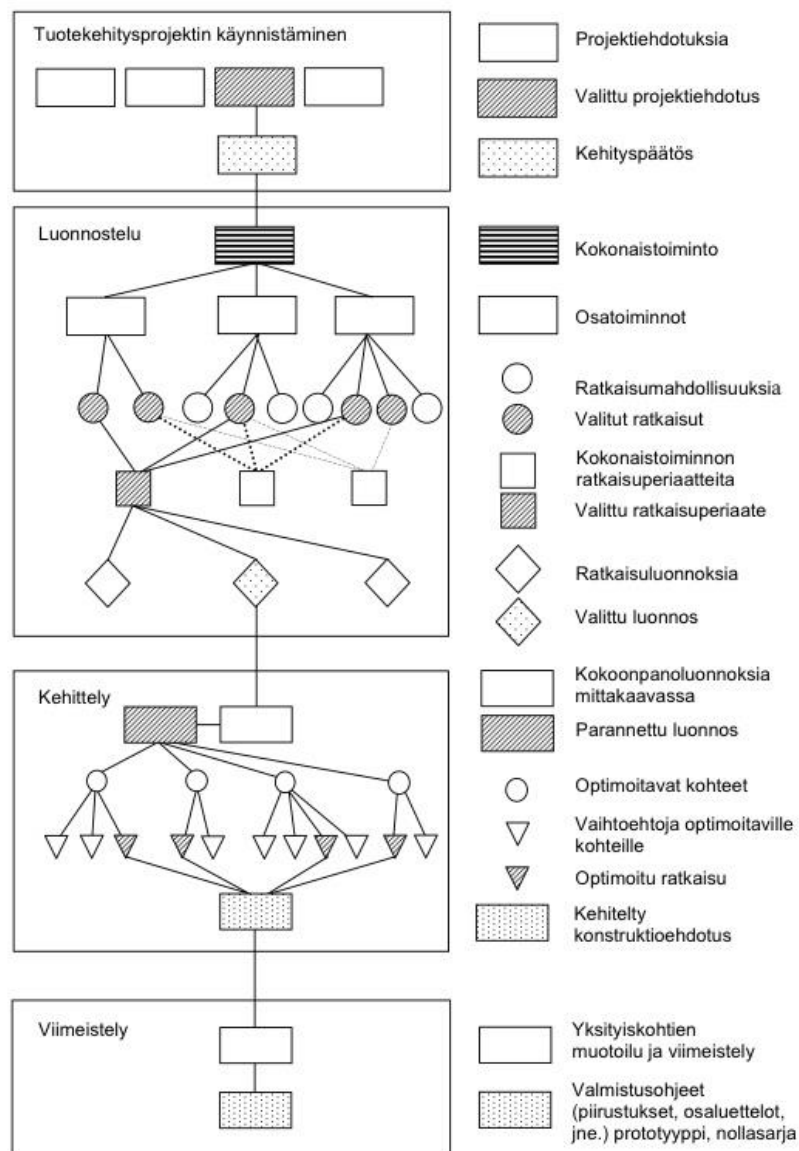 Tuotekehitysprojektin käynnistäminen
Projektiehdotuksia
Valittu projektiehdotus
Kehityspäätös
Luonnostelu
Kokonaistoiminto
Osatoiminnot
Ratkaisumahdollisuuksia
Valitut ratkaisut
Kokonaistoiminnon
ratkaisuperiaatteita
Valittu ratkaisuperiaate
Ratkaisuluonnoksia
Valittu luonnos
Kehittely
Kokoonpanoluonnoksia
mittakaavassa
Parannettu luonnos
Optimoitavat kohteet
Vaihtoehtoja optimoitaville
kohteille
Optimoitu ratkaisu
Kehitelty
konstruktioehdotus
Viimeistely
Yksityiskohtien
muotoilu ja viimeistely
Valmistusohjeet
(piirustukset, osaluettelot,
jne.) prototyyppi, nollasarja